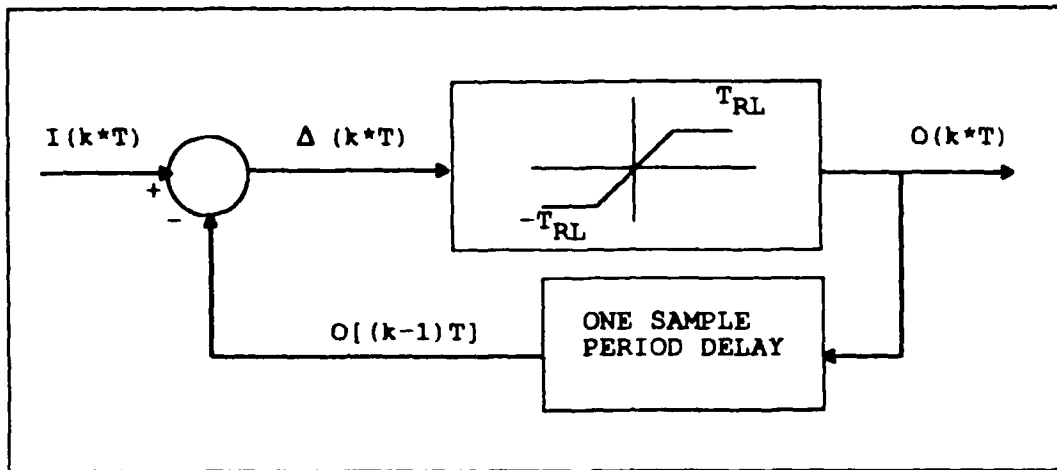 T_RL
I(k*T)
Δ (k*T)
O(k*T)
+
-
-T_RL
O[(k-1)T]
ONE SAMPLE
PERIOD DELAY